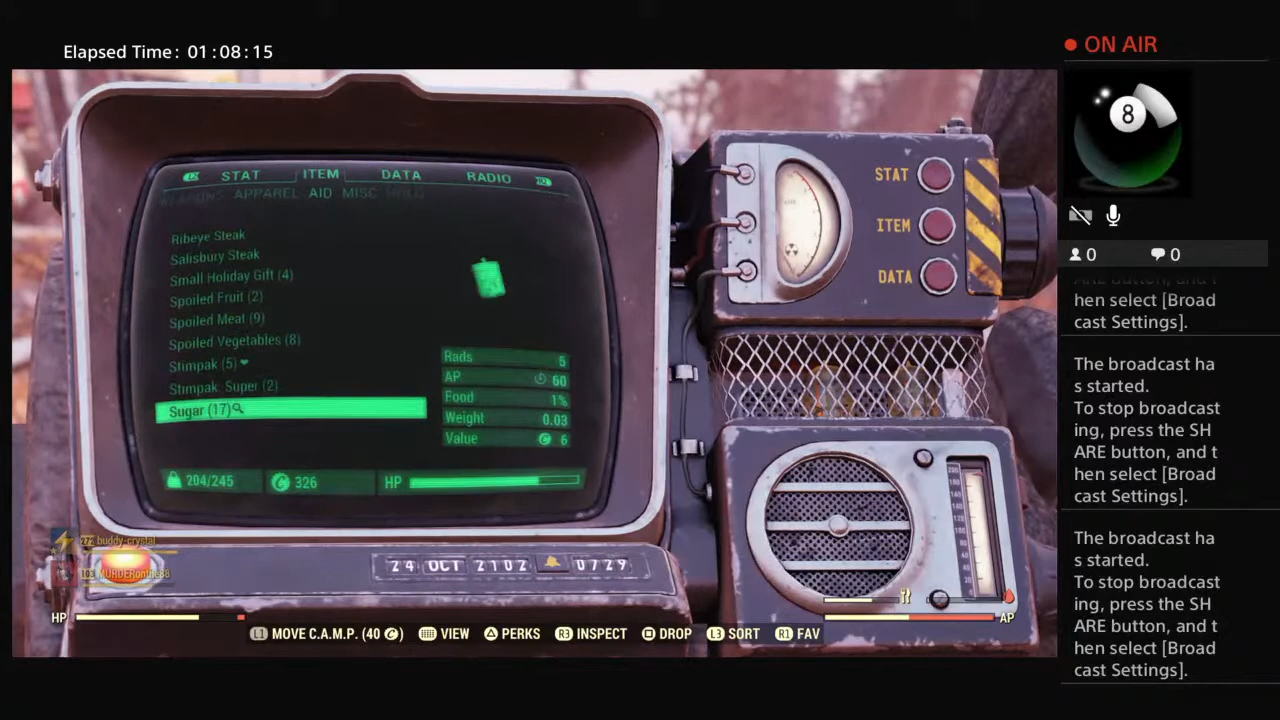 Elapsed Time: 01:08:15
ON AIR
8
0 0
STAT ITEM DATA RADIO
WEAPONS APPAREL AID MISC HOLO
Ribeye Steak
Salisbury Steak
Small Holiday Gift (4)
Spoiled Fruit (2)
Spoiled Meat (9)
Spoiled Vegetables (8)
Stimpak (5)
Stimpak: Super (2)
Sugar (17)
Rads 5
AP 60
Food 1%
Weight 0.03
Value 6
204/245 326 HP
STAT
ITEM
DATA
24 OCT 2102 0729
buddy-crystal
103 MURDERonthe88
HP
AP
L1 MOVE C.A.M.P. (40) VIEW PERKS R3 INSPECT DROP L3 SORT R1 FAV
hen select [Broad
cast Settings].
The broadcast ha
s started.
To stop broadcast
ing, press the SH
ARE button, and t
hen select [Broad
cast Settings].
The broadcast ha
s started.
To stop broadcast
ing, press the SH
ARE button, and t
hen select [Broad
cast Settings].